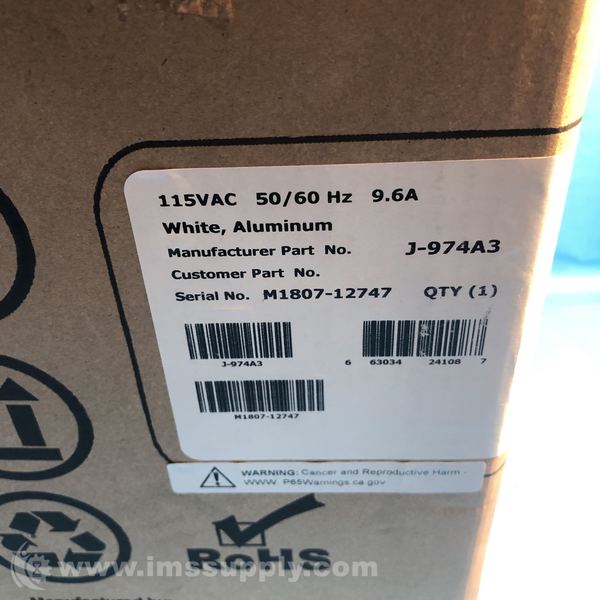 115VAC 50/60 Hz 9.6A
White, Aluminum
Manufacturer Part No. J-974A3
Customer Part No.
Serial No. M1807-12747 QTY (1)
J-974A3
6 63034 24108 7
M1807-12747
WARNING: Cancer and Reproductive Harm -
WWW P65Warnings.ca.gov
RoHS
www.imssupply.com
Manufactured by: